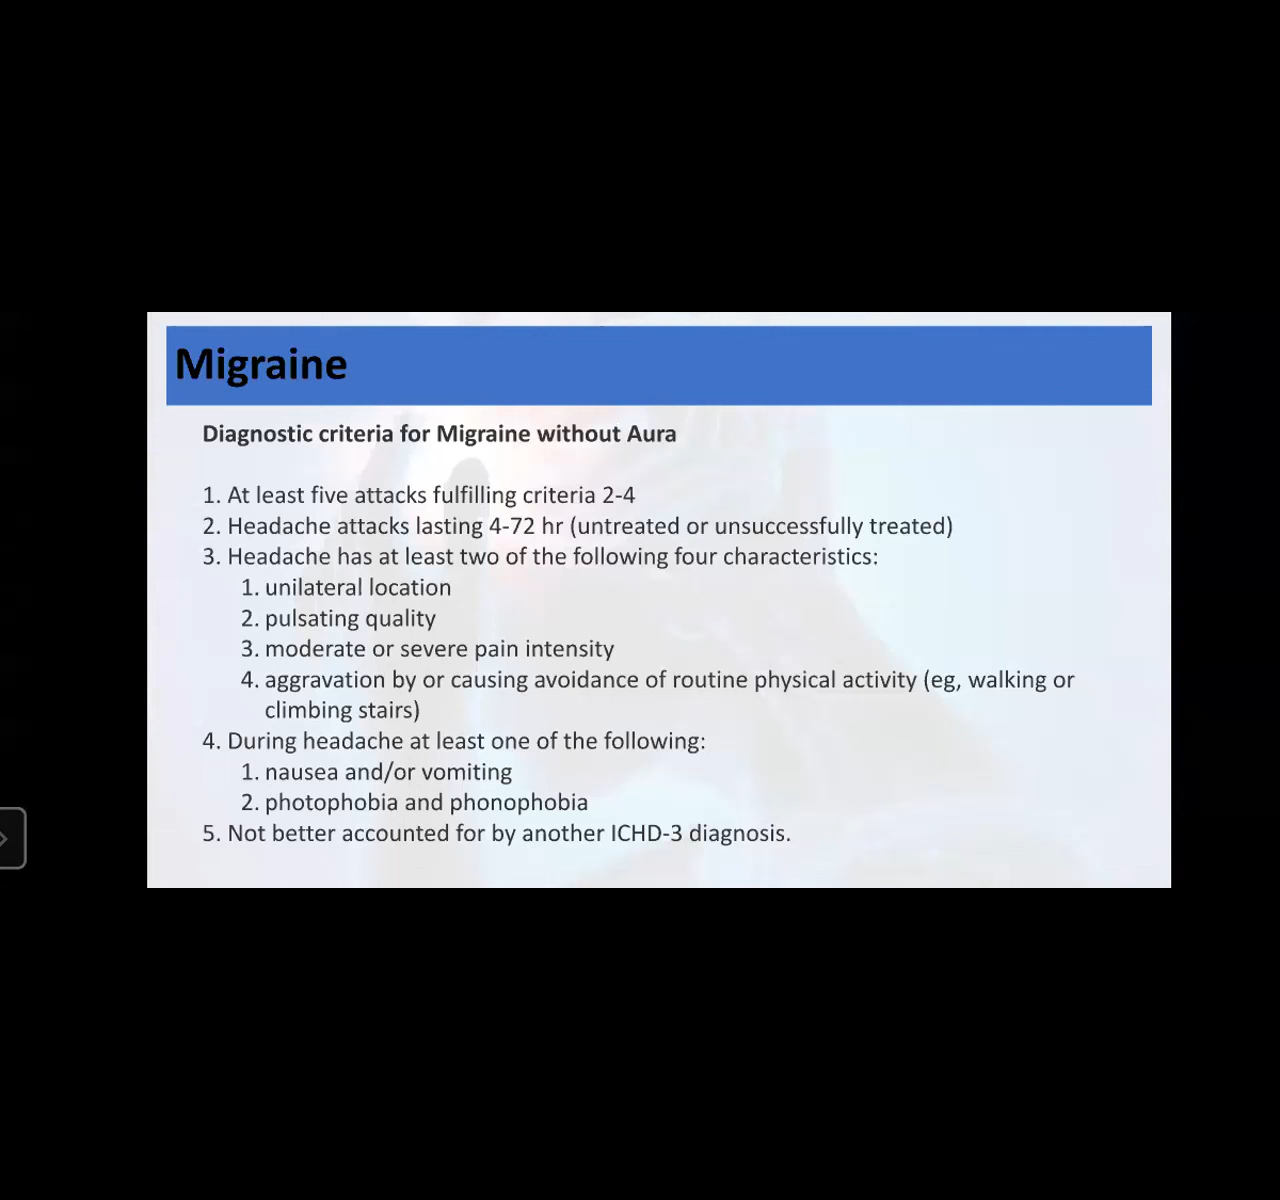 Migraine
Diagnostic criteria for Migraine without Aura
1. At least five attacks fulfilling criteria 2-4
2. Headache attacks lasting 4-72 hr (untreated or unsuccessfully treated)
3. Headache has at least two of the following four characteristics:
1. unilateral location
2. pulsating quality
3. moderate or severe pain intensity
4. aggravation by or causing avoidance of routine physical activity (eg, walking or
climbing stairs)
4. During headache at least one of the following:
1. nausea and/or vomiting
2. photophobia and phonophobia
5. Not better accounted for by another ICHD-3 diagnosis.